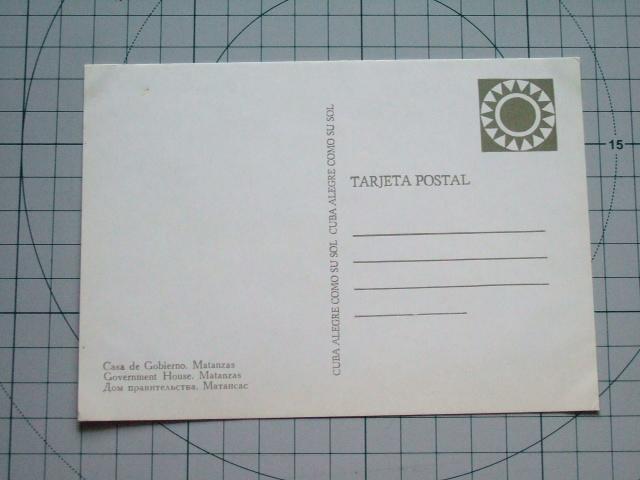 CUBA ALEGRE COMO SU SOL CUBA ALEGRE COMO SU SOL
TARJETA POSTAL
Casa de Gobierno. Matanzas
Government House. Matanzas
Дом правительства. Матансас
15